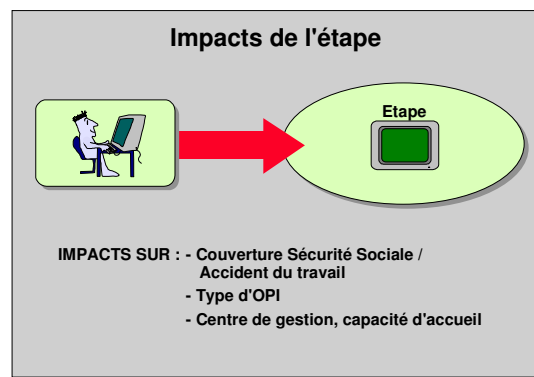 Impacts de l'étape
Etape
IMPACTS SUR : - Couverture Sécurité Sociale /
Accident du travail
- Type d'OPI
- Centre de gestion, capacité d'accueil